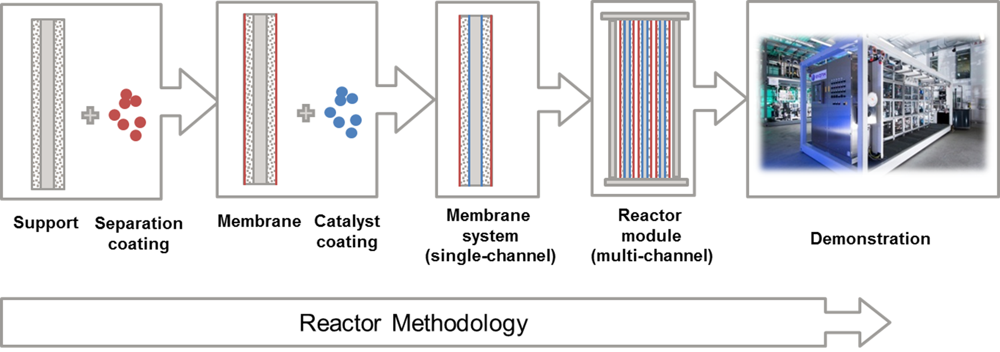 Support
Separation
coating
Membrane
Catalyst
coating
Membrane
system
(single-channel)
Reactor
module
(multi-channel)
Demonstration
Reactor Methodology